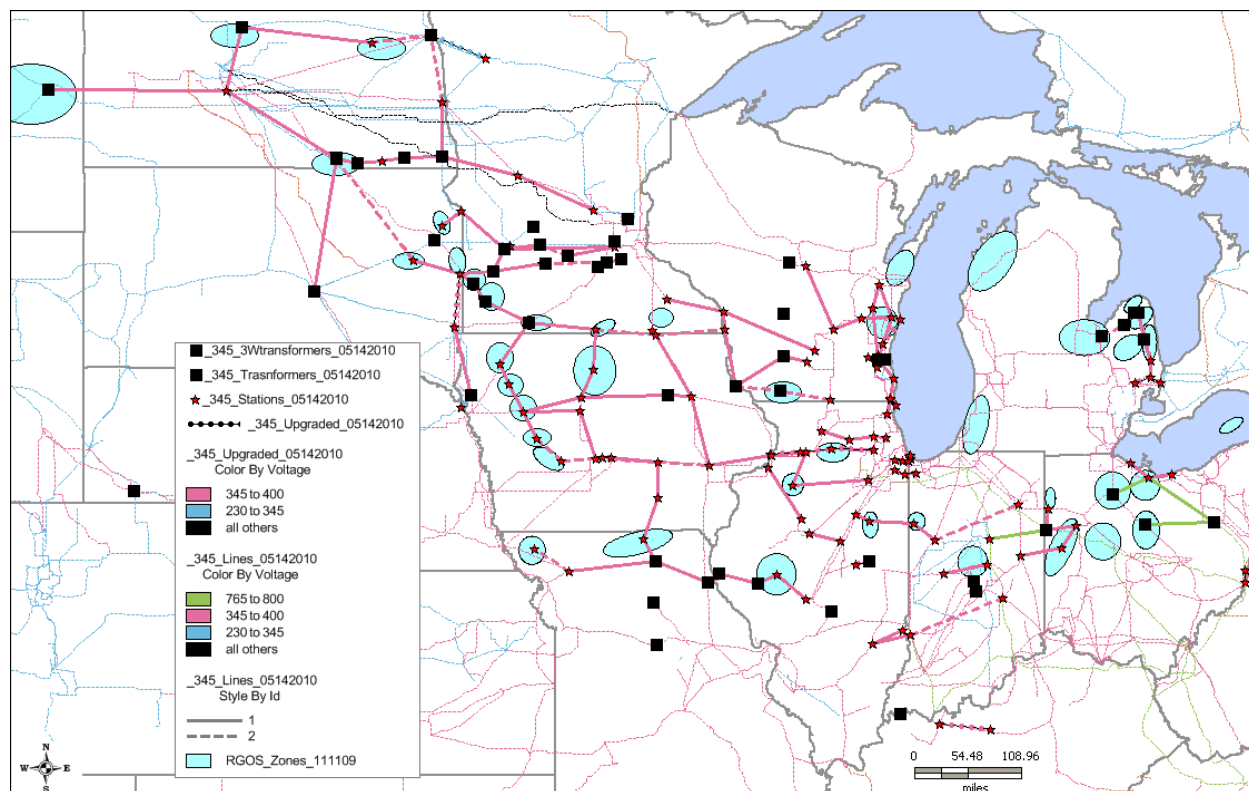 _345_3Wtransformers_05142010
_345_Trasnformers_05142010
_345_Stations_05142010
_345_Upgraded_05142010
_345_Upgraded_05142010
Color By Voltage
345 to 400
230 to 345
all others
_345_Lines_05142010
Color By Voltage
765 to 800
345 to 400
230 to 345
all others
_345_Lines_05142010
Style By Id
1
2
RGOS_Zones_111109
N
W E
S
0 54.48 108.96
miles